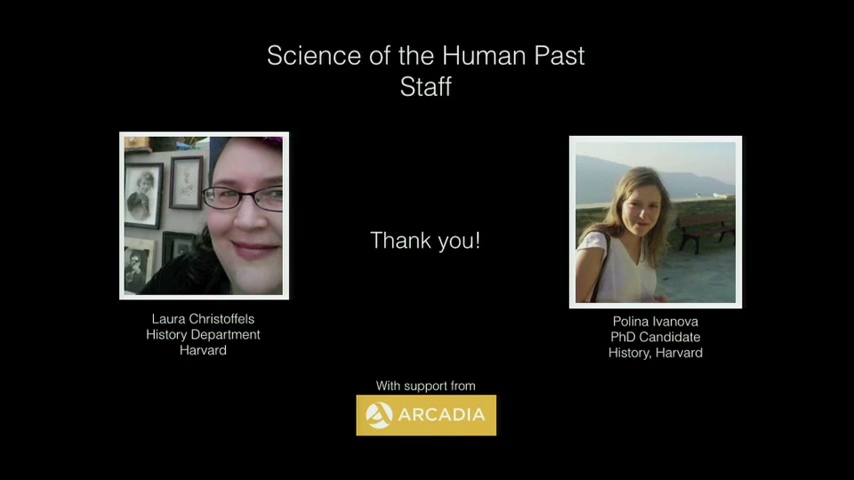 Science of the Human Past
Staff
Thank you!
Laura Christoffels
History Department
Harvard
Polina Ivanova
PhD Candidate
History, Harvard
With support from
ARCADIA